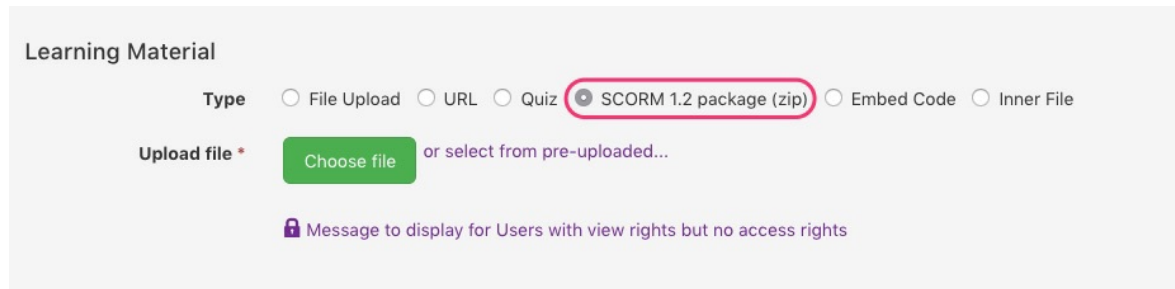 Learning Material
Type File Upload URL Quiz SCORM 1.2 package (zip) Embed Code Inner File
Upload file * Choose file or select from pre-uploaded...
Message to display for Users with view rights but no access rights